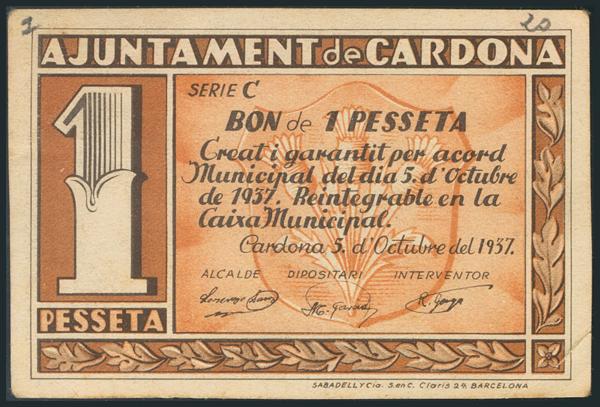 2 20
AJUNTAMENT de CARDONA
SERIE C
BON de 1 PESSETA
Creat i garantit per acord
Municipal del dia 5 d'Octubre
de 1937. Reintegrable en la
Caixa Municipal.
Cardona 5, d'Octubre del 1937.
ALCALDE DIPOSITARI INTERVENTOR
1
PESSETA
SABADELL Y Cia. S. en C. Claris 24. BARCELONA